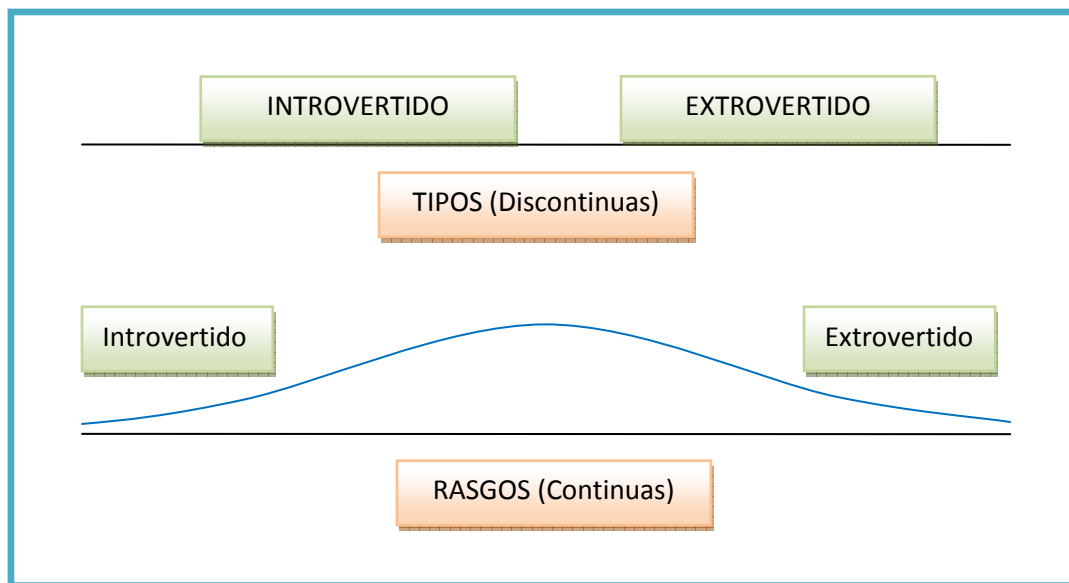 INTROVERTIDO
EXTROVERTIDO
TIPOS (Discontinuas)
Introvertido
Extrovertido
RASGOS (Continuas)